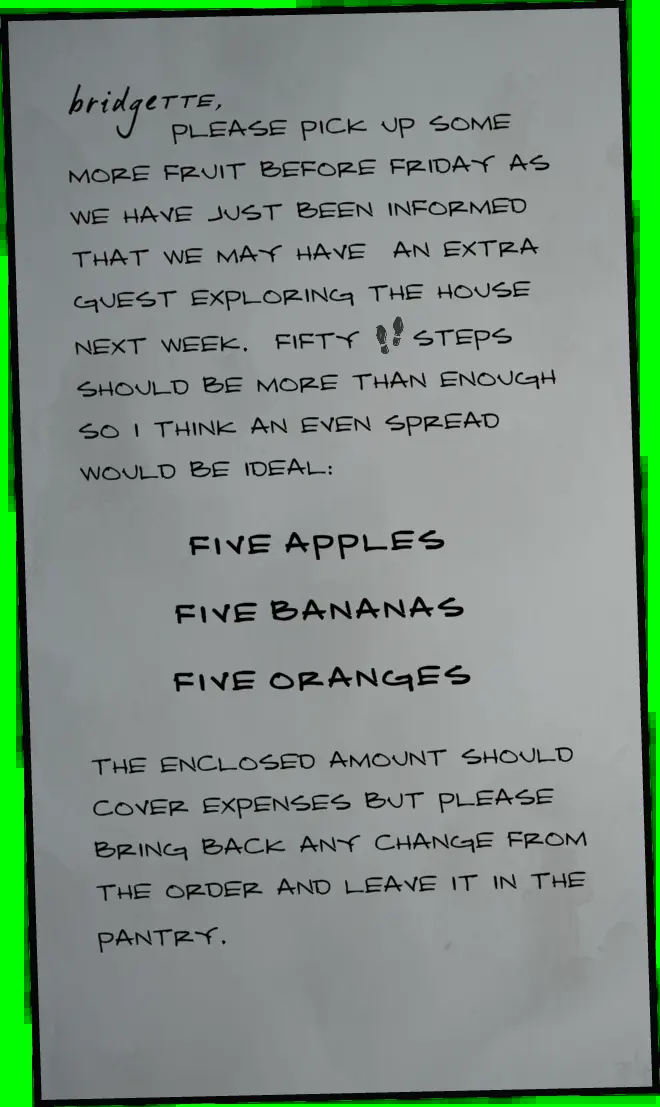 bridgeTTE,
PLEASE PICK UP SOME
MORE FRUIT BEFORE FRIDAY AS
WE HAVE JUST BEEN INFORMED
THAT WE MAY HAVE AN EXTRA
GUEST EXPLORING THE HOUSE
NEXT WEEK. FIFTY STEPS
SHOULD BE MORE THAN ENOUGH
SO I THINK AN EVEN SPREAD
WOULD BE IDEAL:
FIVE APPLES
FIVE BANANAS
FIVE ORANGES
THE ENCLOSED AMOUNT SHOULD
COVER EXPENSES BUT PLEASE
BRING BACK ANY CHANGE FROM
THE ORDER AND LEAVE IT IN THE
PANTRY.